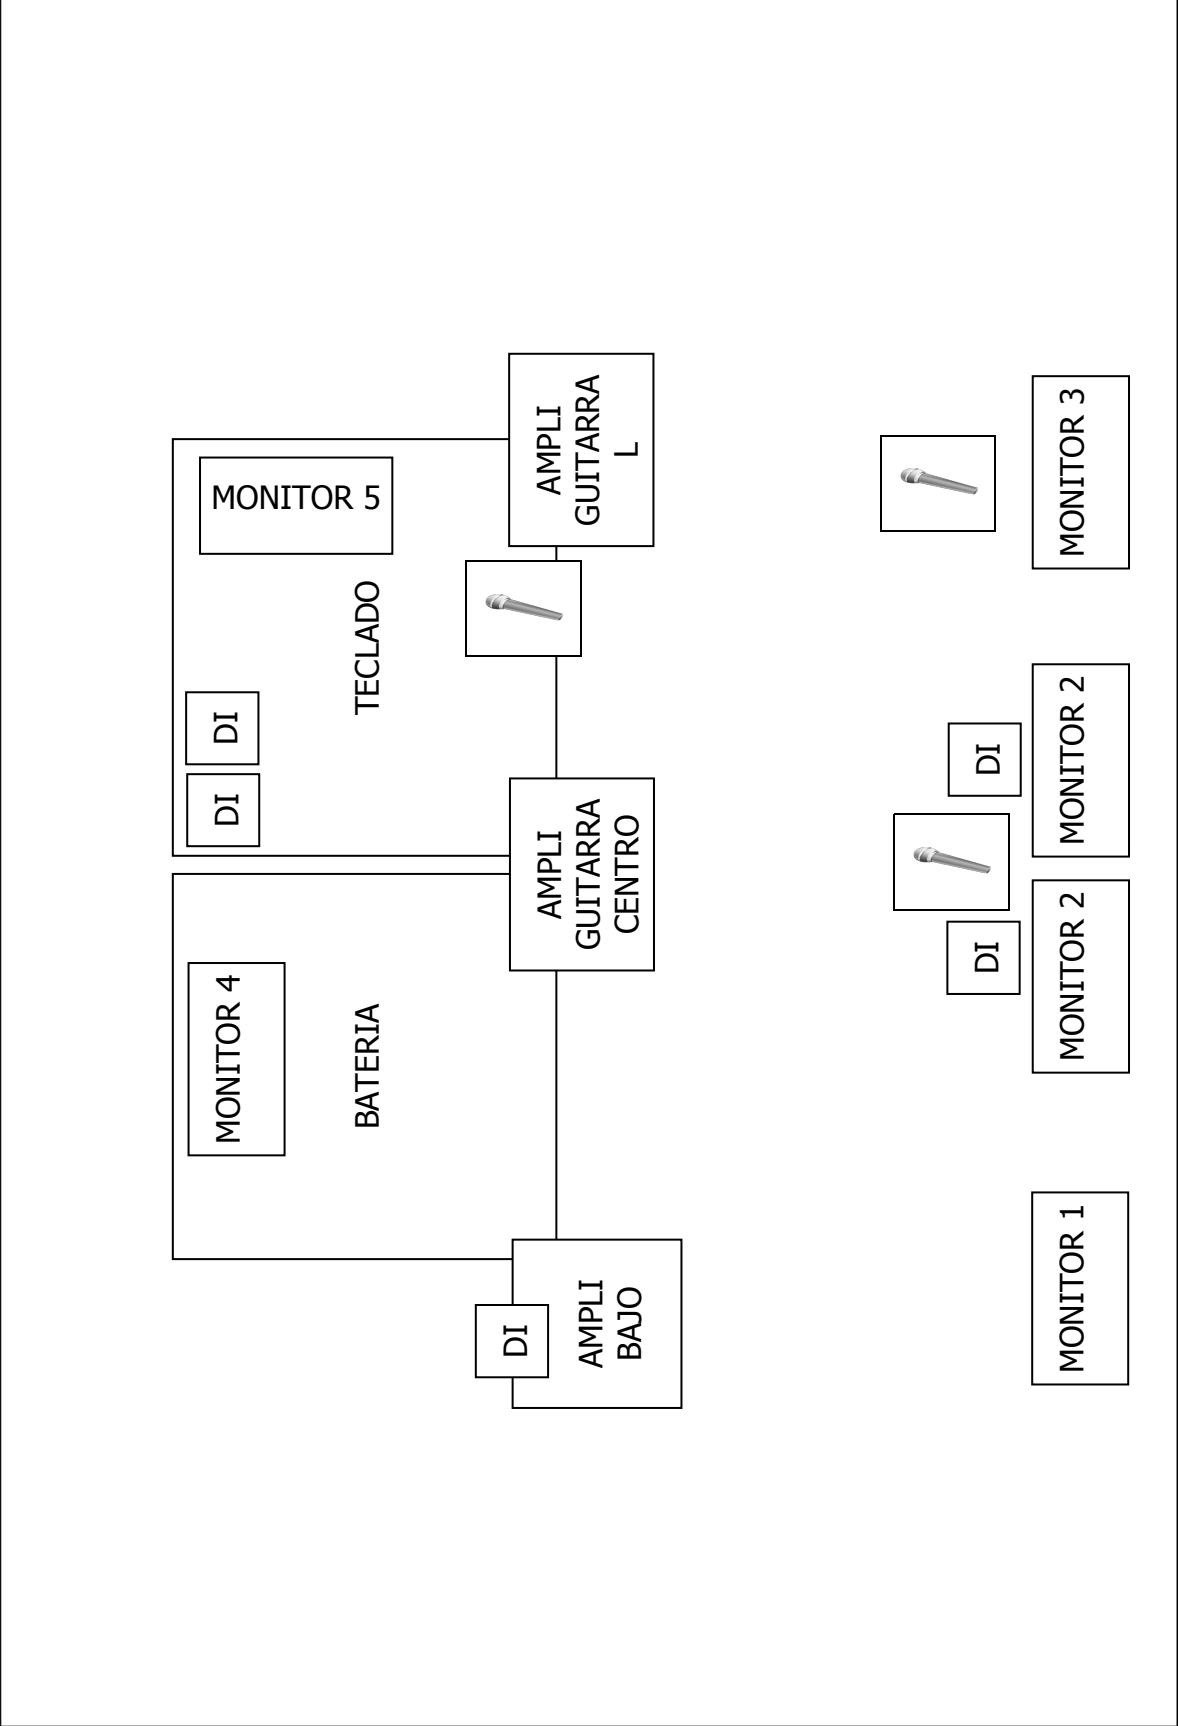 MONITOR 4
DI
DI
MONITOR 5
BATERIA
TECLADO
DI
AMPLI
BAJO
AMPLI
GUITARRA
CENTRO
AMPLI
GUITARRA
L
DI
DI
MONITOR 1
MONITOR 2
MONITOR 2
MONITOR 3